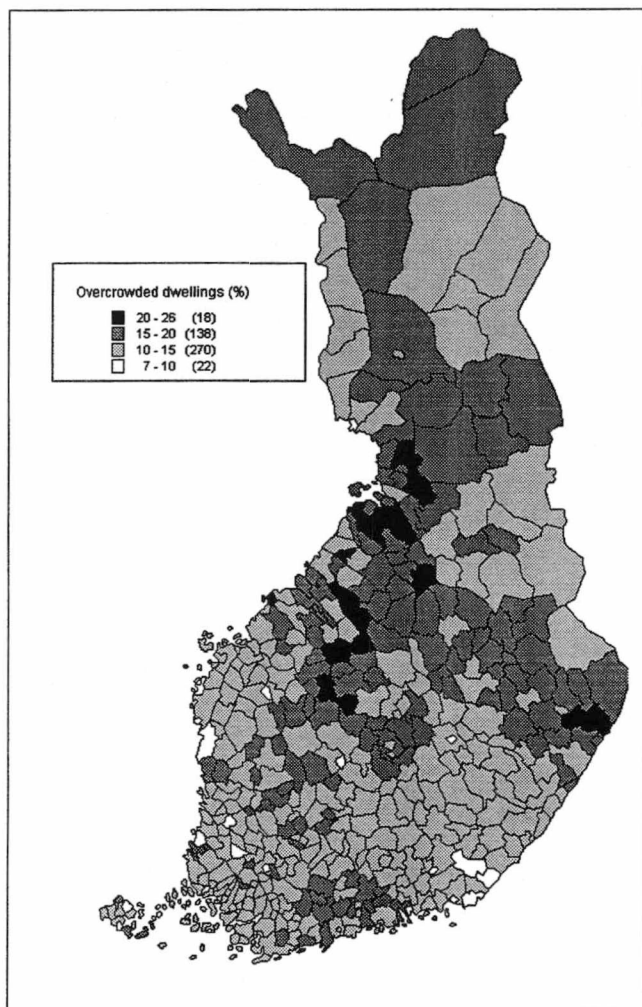 Overcrowded dwellings (%)
20 - 26 (18)
15 - 20 (138)
10 - 15 (270)
7 - 10 (22)